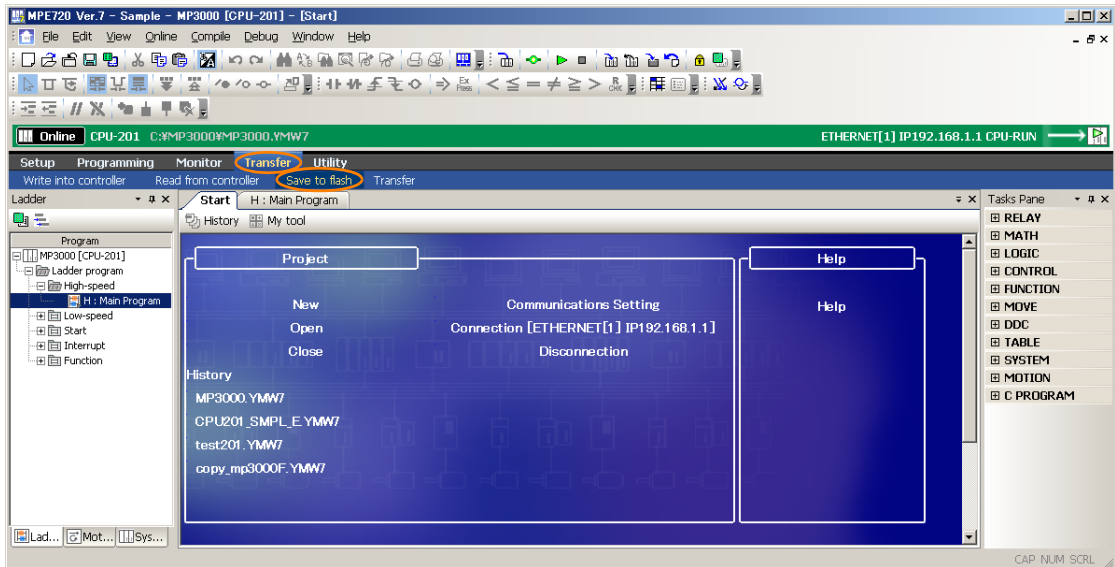 MPE720 Ver.7 - Sample - MP3000 [CPU-201] - [Start]
File Edit View Online Compile Debug Window Help
Online CPU-201 C:¥MP3000¥MP3000.YMW7 ETHERNET[1] IP192.168.1.1 CPU-RUN
Setup Programming Monitor Transfer Utility
Write into controller Read from controller Save to flash Transfer
Ladder
Start H : Main Program
Tasks Pane
History My tool
Program
MP3000 [CPU-201]
Ladder program
High-speed
H : Main Program
Low-speed
Start
Interrupt
Function
Lad... Mot... Sys...
Project
New Communications Setting
Open Connection [ETHERNET[1] IP192.168.1.1]
Close Disconnection
History
MP3000.YMW7
CPU201_SMPL_E.YMW7
test201.YMW7
copy_mp3000F.YMW7
Help
Help
RELAY
MATH
LOGIC
CONTROL
FUNCTION
MOVE
DDC
TABLE
SYSTEM
MOTION
C PROGRAM
CAP NUM SCRL